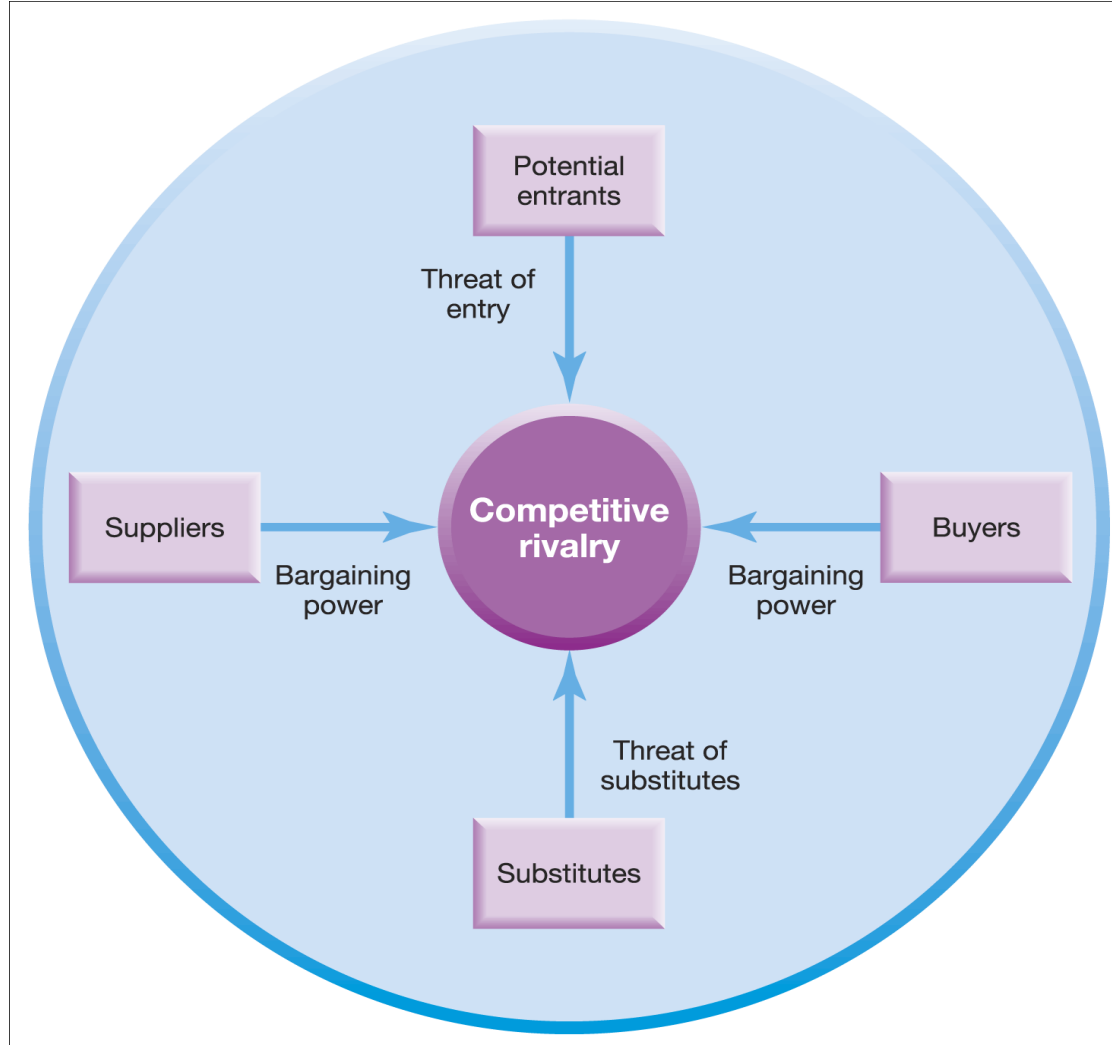 Potential
entrants
Threat of
entry
Suppliers
Bargaining
power
Competitive
rivalry
Buyers
Bargaining
power
Threat of
substitutes
Substitutes